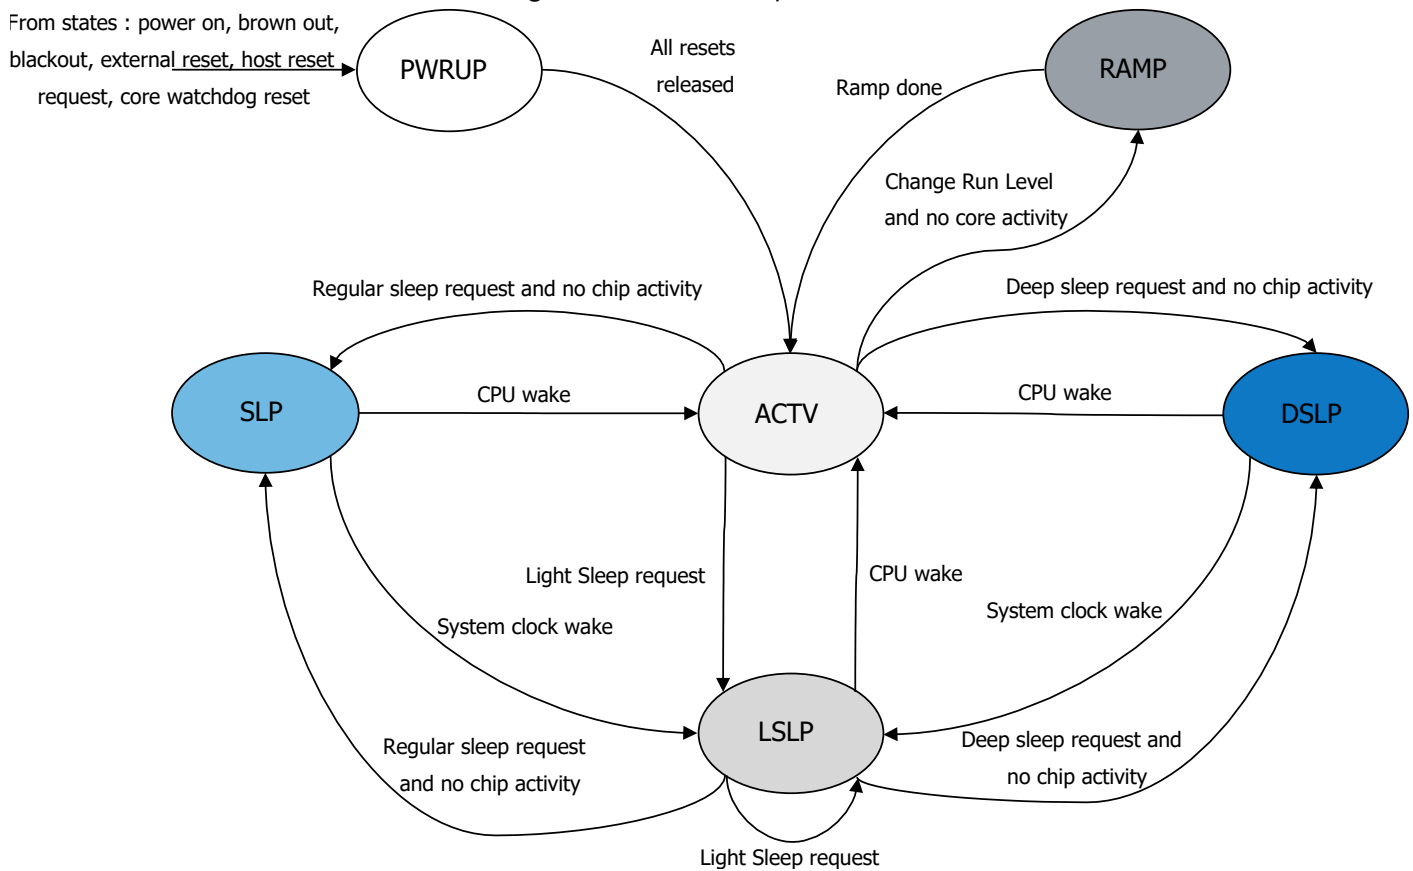 From states : power on, brown out,
blackout, external reset, host reset
request, core watchdog reset
PWRUP
All resets
released
Ramp done
RAMP
Change Run Level
and no core activity
Regular sleep request and no chip activity
Deep sleep request and no chip activity
SLP
CPU wake
ACTV
CPU wake
DSLP
Light Sleep request
CPU wake
System clock wake
System clock wake
LSLP
Regular sleep request
and no chip activity
Deep sleep request and
no chip activity
Light Sleep request